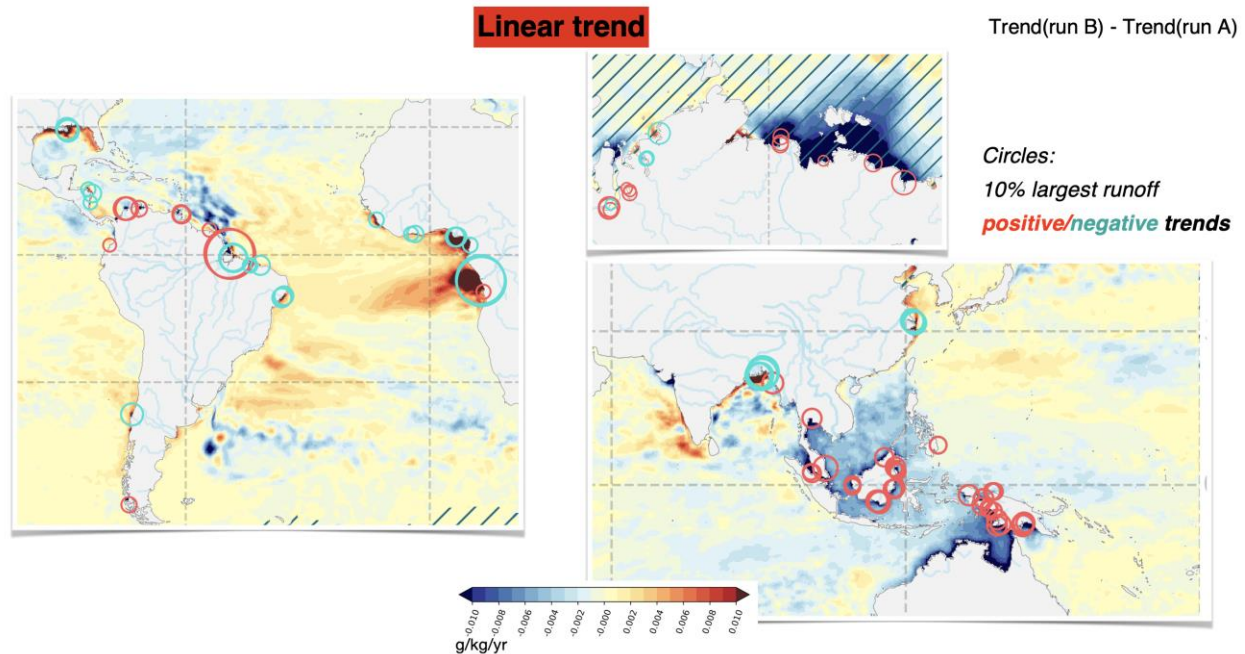 Linear trend
Trend(run B) - Trend(run A)
Circles:
10% largest runoff
positive/negative trends
-0.010
-0.008
-0.006
-0.004
-0.002
-0.000
0.002
0.004
0.006
0.008
0.010
g/kg/yr